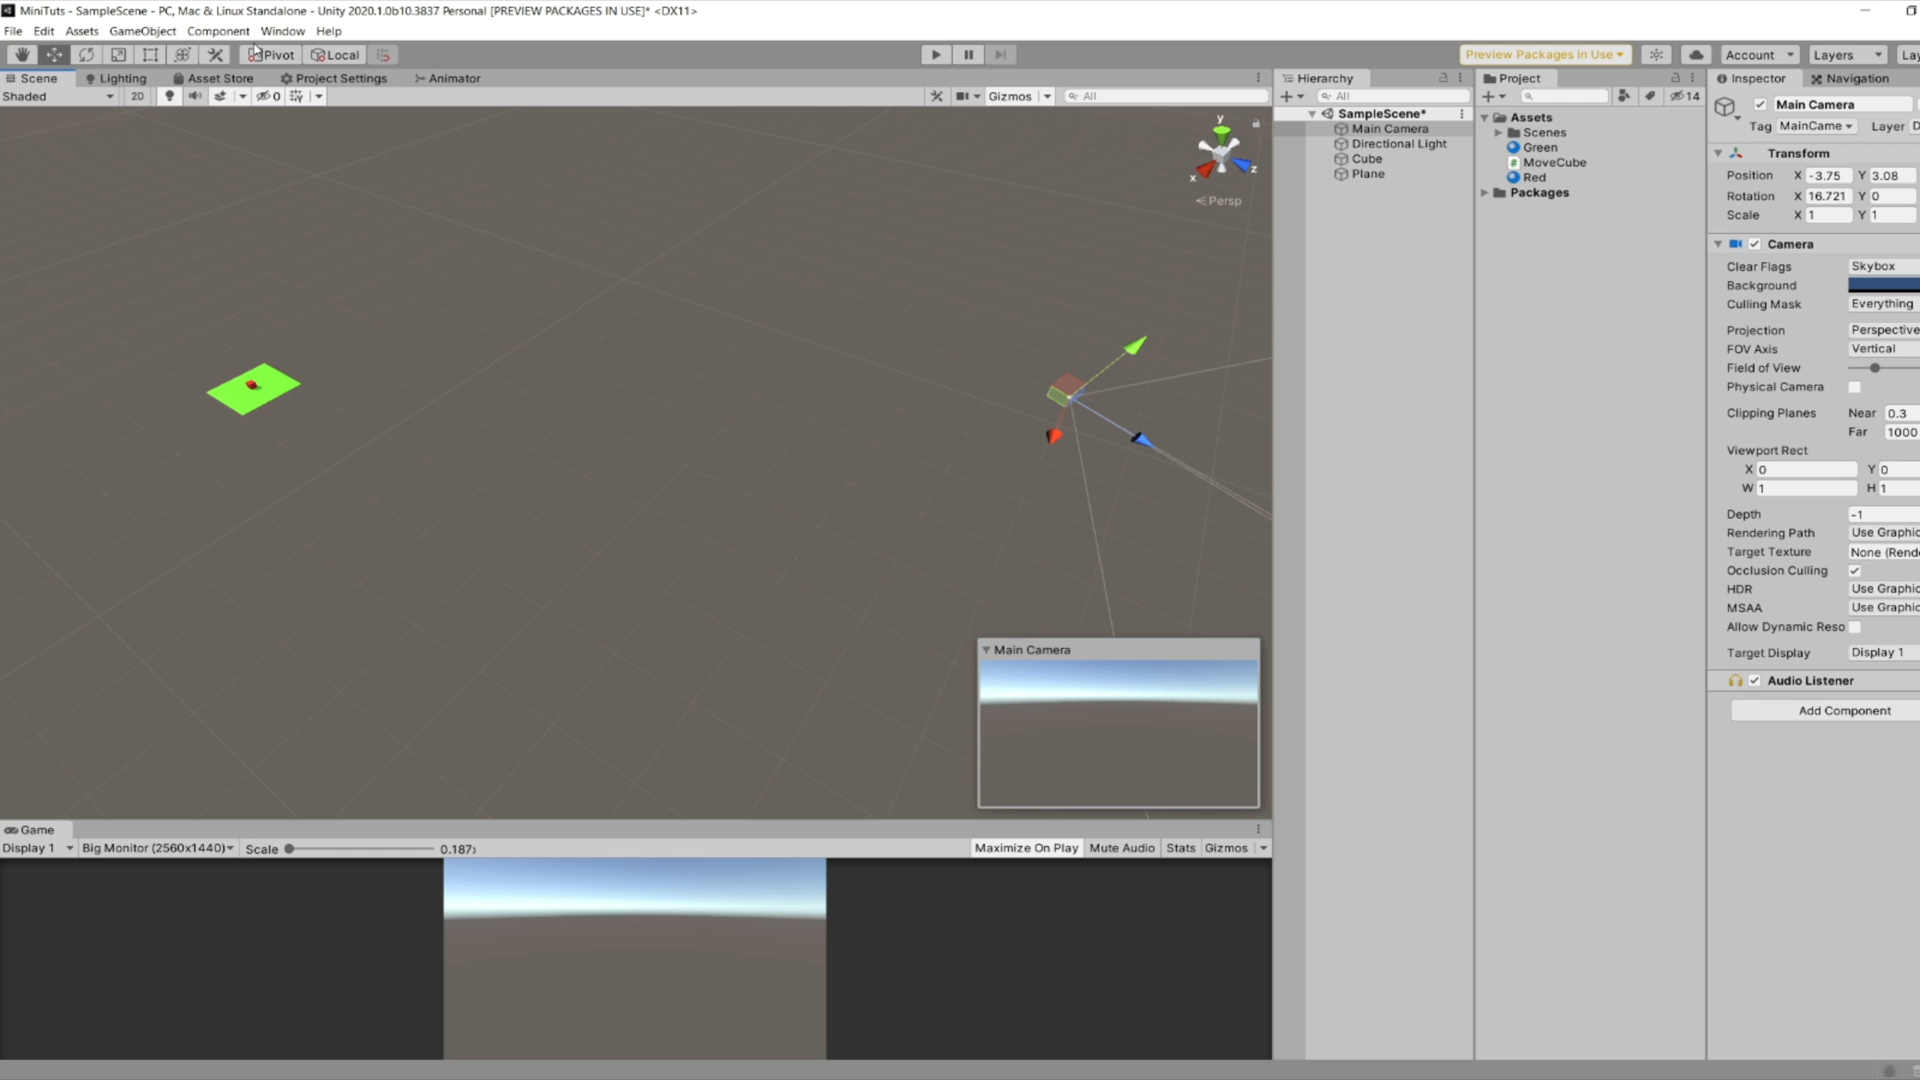 MiniTuts - SampleScene - PC, Mac & Linux Standalone - Unity 2020.1.0b10.3837 Personal [PREVIEW PACKAGES IN USE]* <DX11>
File Edit Assets GameObject Component Window Help
Pivot Local Preview Packages in Use Account Layers Lay
Scene Lighting Asset Store Project Settings Animator
Shaded 2D 0 Gizmos All
y
x
z
Persp
Main Camera
Game
Display 1 Big Monitor (2560x1440) Scale 0.187 Maximize On Play Mute Audio Stats Gizmos
Hierarchy
All
SampleScene*
Main Camera
Directional Light
Cube
Plane
Project
14
Assets
Scenes
Green
MoveCube
Red
Packages
Inspector Navigation
Main Camera
Tag MainCame Layer D
Transform
Position X -3.75 Y 3.08
Rotation X 16.721 Y 0
Scale X 1 Y 1
Camera
Clear Flags Skybox
Background
Culling Mask Everything
Projection Perspective
FOV Axis Vertical
Field of View
Physical Camera
Clipping Planes Near 0.3
Far 1000
Viewport Rect
X 0 Y 0
W 1 H 1
Depth -1
Rendering Path Use Graphic
Target Texture None (Rende
Occlusion Culling
HDR Use Graphic
MSAA Use Graphic
Allow Dynamic Reso
Target Display Display 1
Audio Listener
Add Component